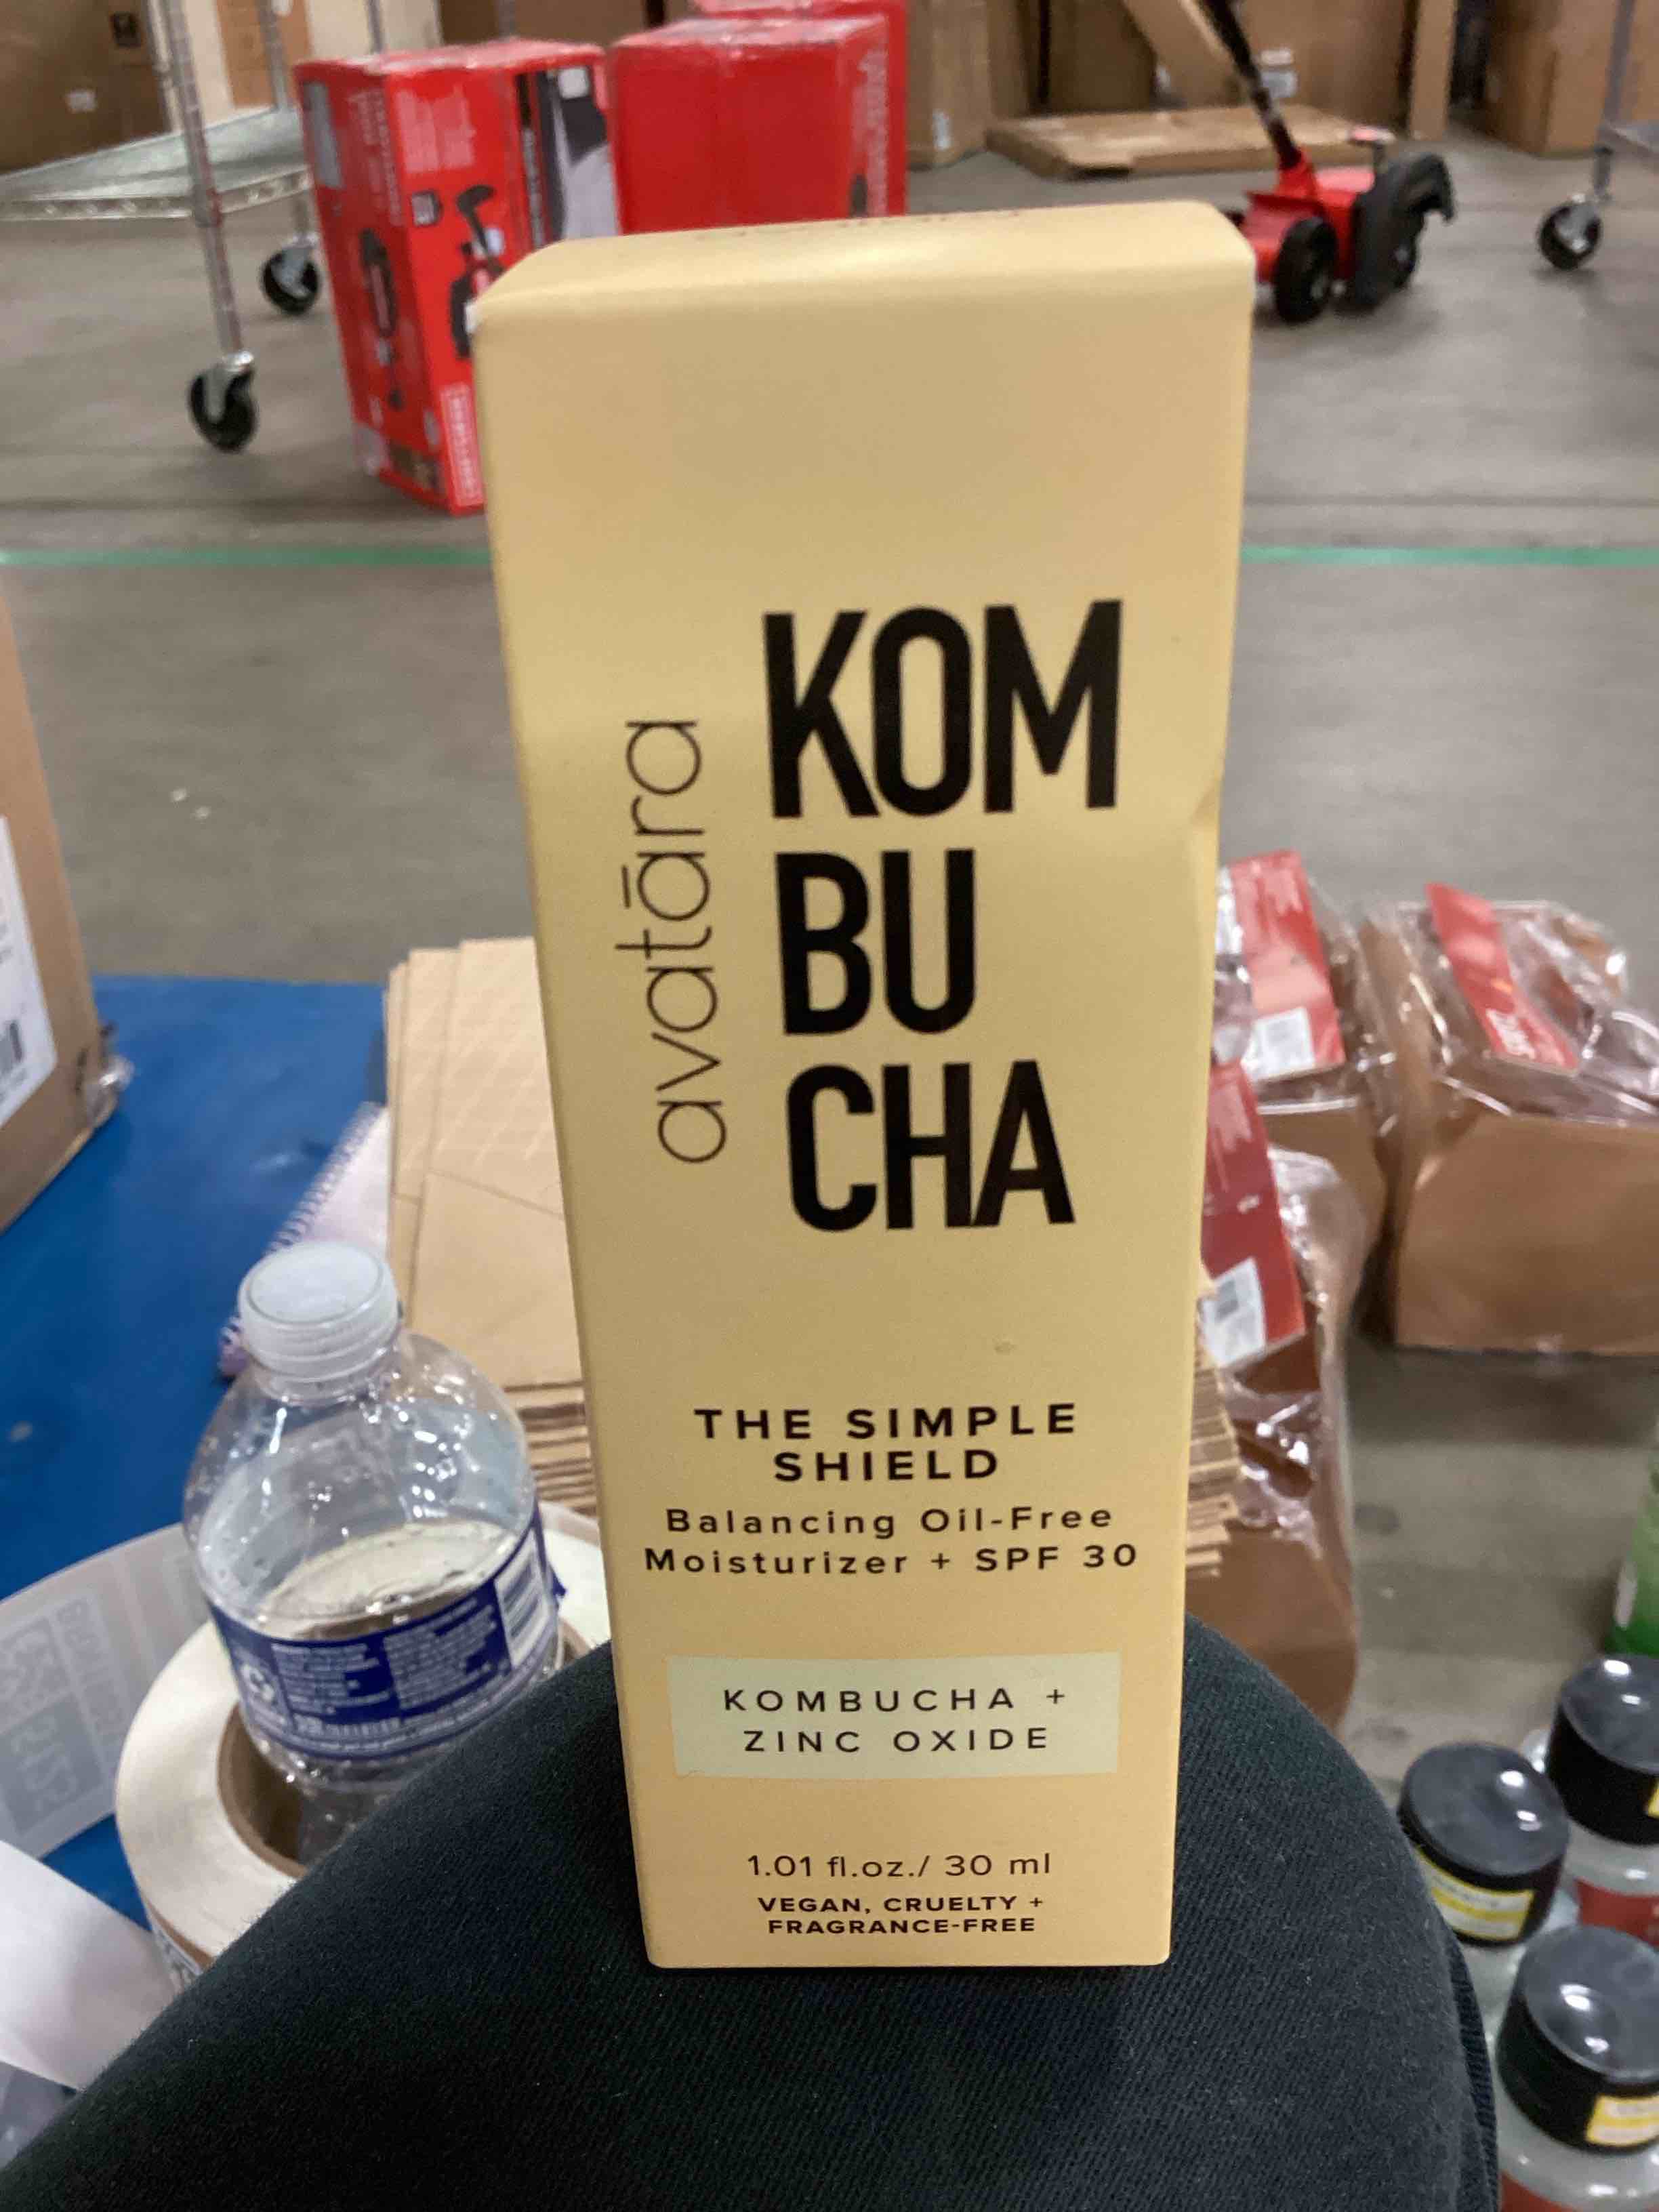 avatāra
KOM
BU
CHA
THE SIMPLE
SHIELD
Balancing Oil-Free
Moisturizer + SPF 30
KOMBUCHA +
ZINC OXIDE
1.01 fl.oz./ 30 ml
VEGAN, CRUELTY +
FRAGRANCE-FREE